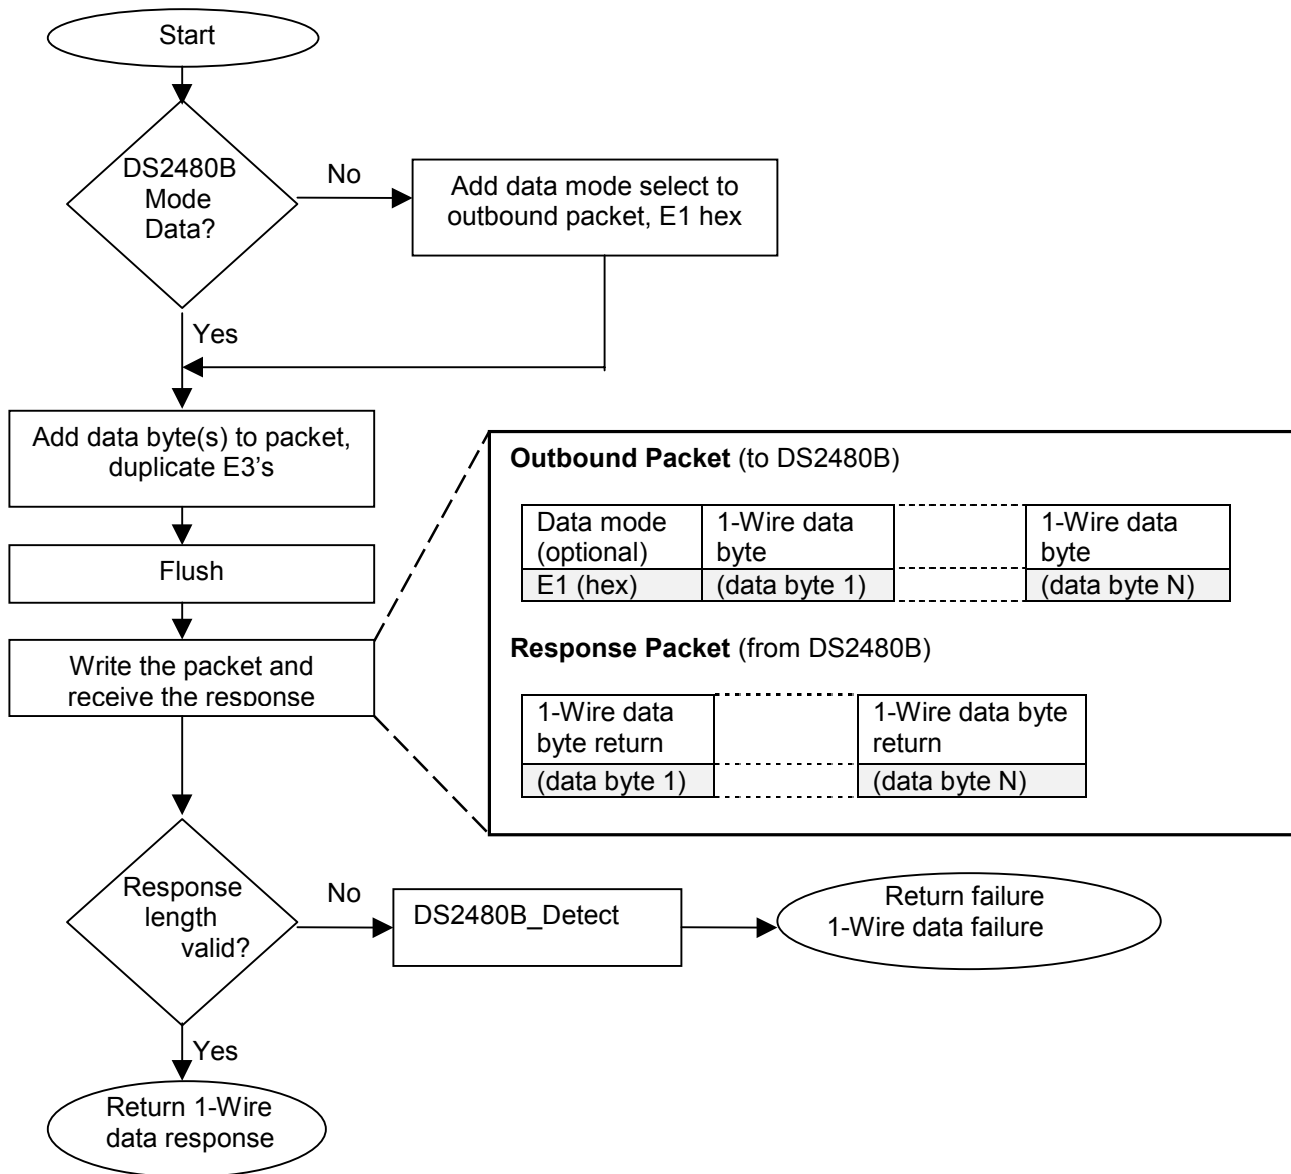 Start
DS2480B
Mode
Data?
No
Add data mode select to
outbound packet, E1 hex
Yes
Add data byte(s) to packet,
duplicate E3's
Flush
Write the packet and
receive the response
Outbound Packet (to DS2480B)
Data mode
(optional)
1-Wire data
byte
1-Wire data
byte
E1 (hex)
(data byte 1)
(data byte N)
Response Packet (from DS2480B)
1-Wire data
byte return
1-Wire data byte
return
(data byte 1)
(data byte N)
Response
length
valid?
No
DS2480B_Detect
Return failure
1-Wire data failure
Yes
Return 1-Wire
data response